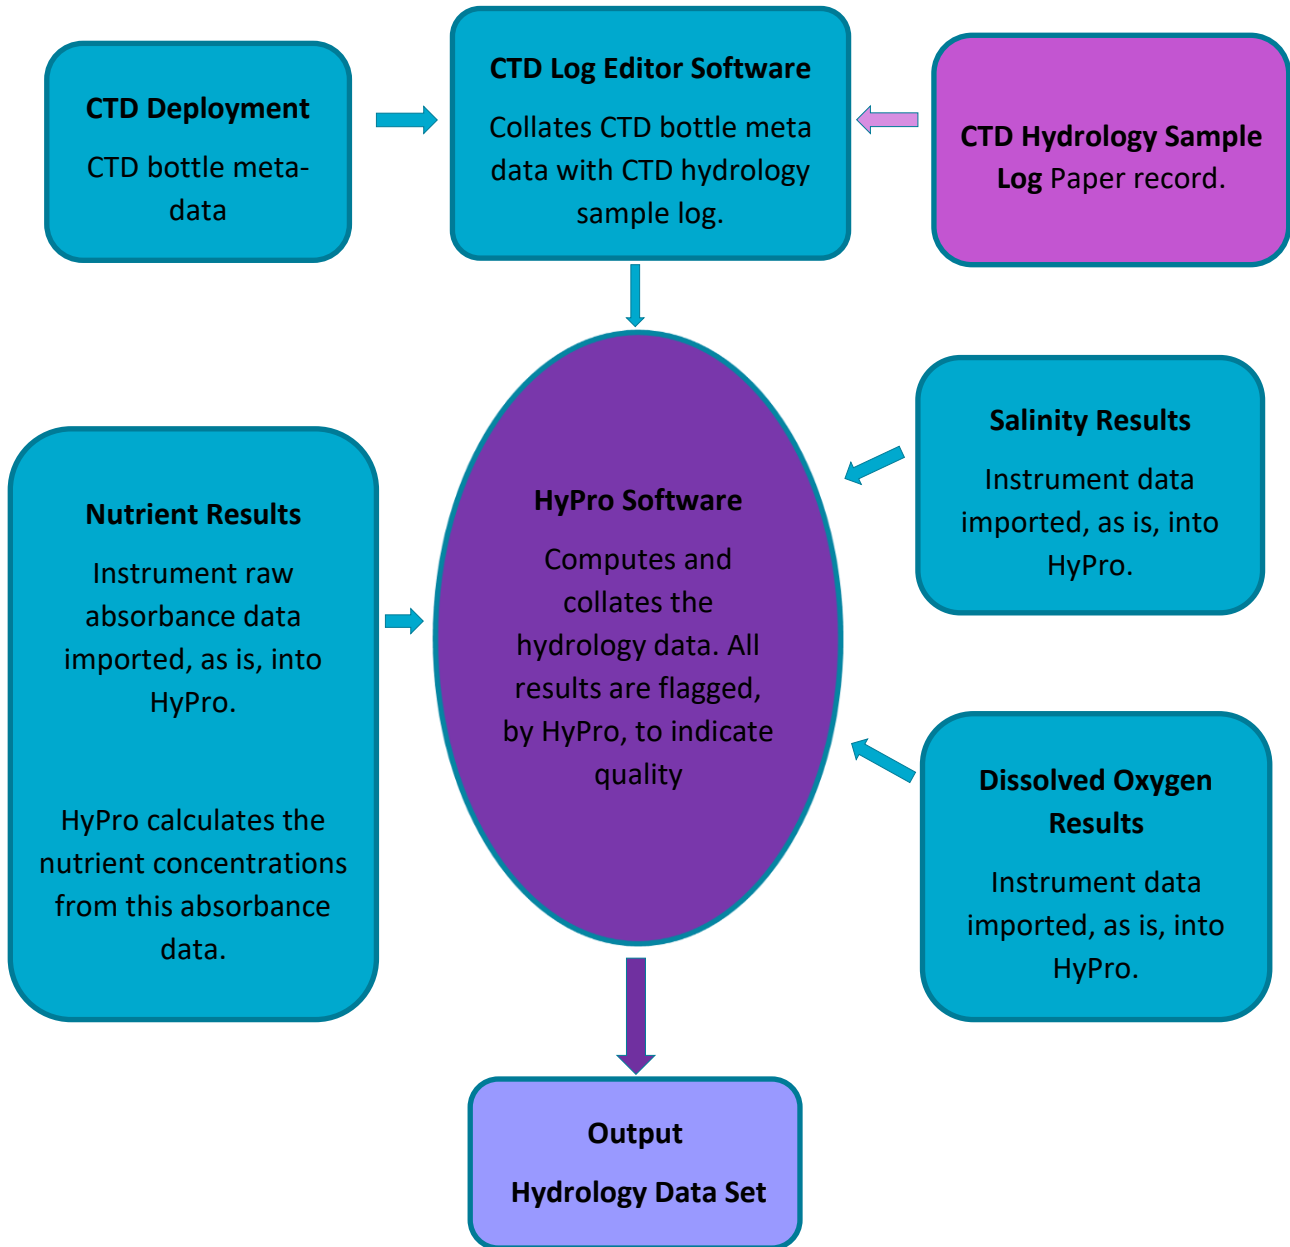 CTD Deployment
CTD bottle meta-
data
CTD Log Editor Software
Collates CTD bottle meta
data with CTD hydrology
sample log.
CTD Hydrology Sample
Log Paper record.
Nutrient Results
Instrument raw
absorbance data
imported, as is, into
HyPro.
HyPro calculates the
nutrient concentrations
from this absorbance
data.
HyPro Software
Computes and
collates the
hydrology data. All
results are flagged,
by HyPro, to indicate
quality
Salinity Results
Instrument data
imported, as is, into
HyPro.
Dissolved Oxygen
Results
Instrument data
imported, as is, into
HyPro.
Output
Hydrology Data Set